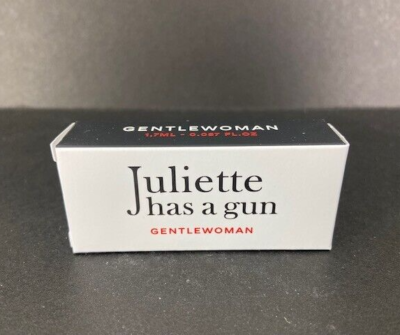 GENTLEWOMAN
1.7ML - 0.057 FL.OZ
Juliette
has a gun
GENTLEWOMAN